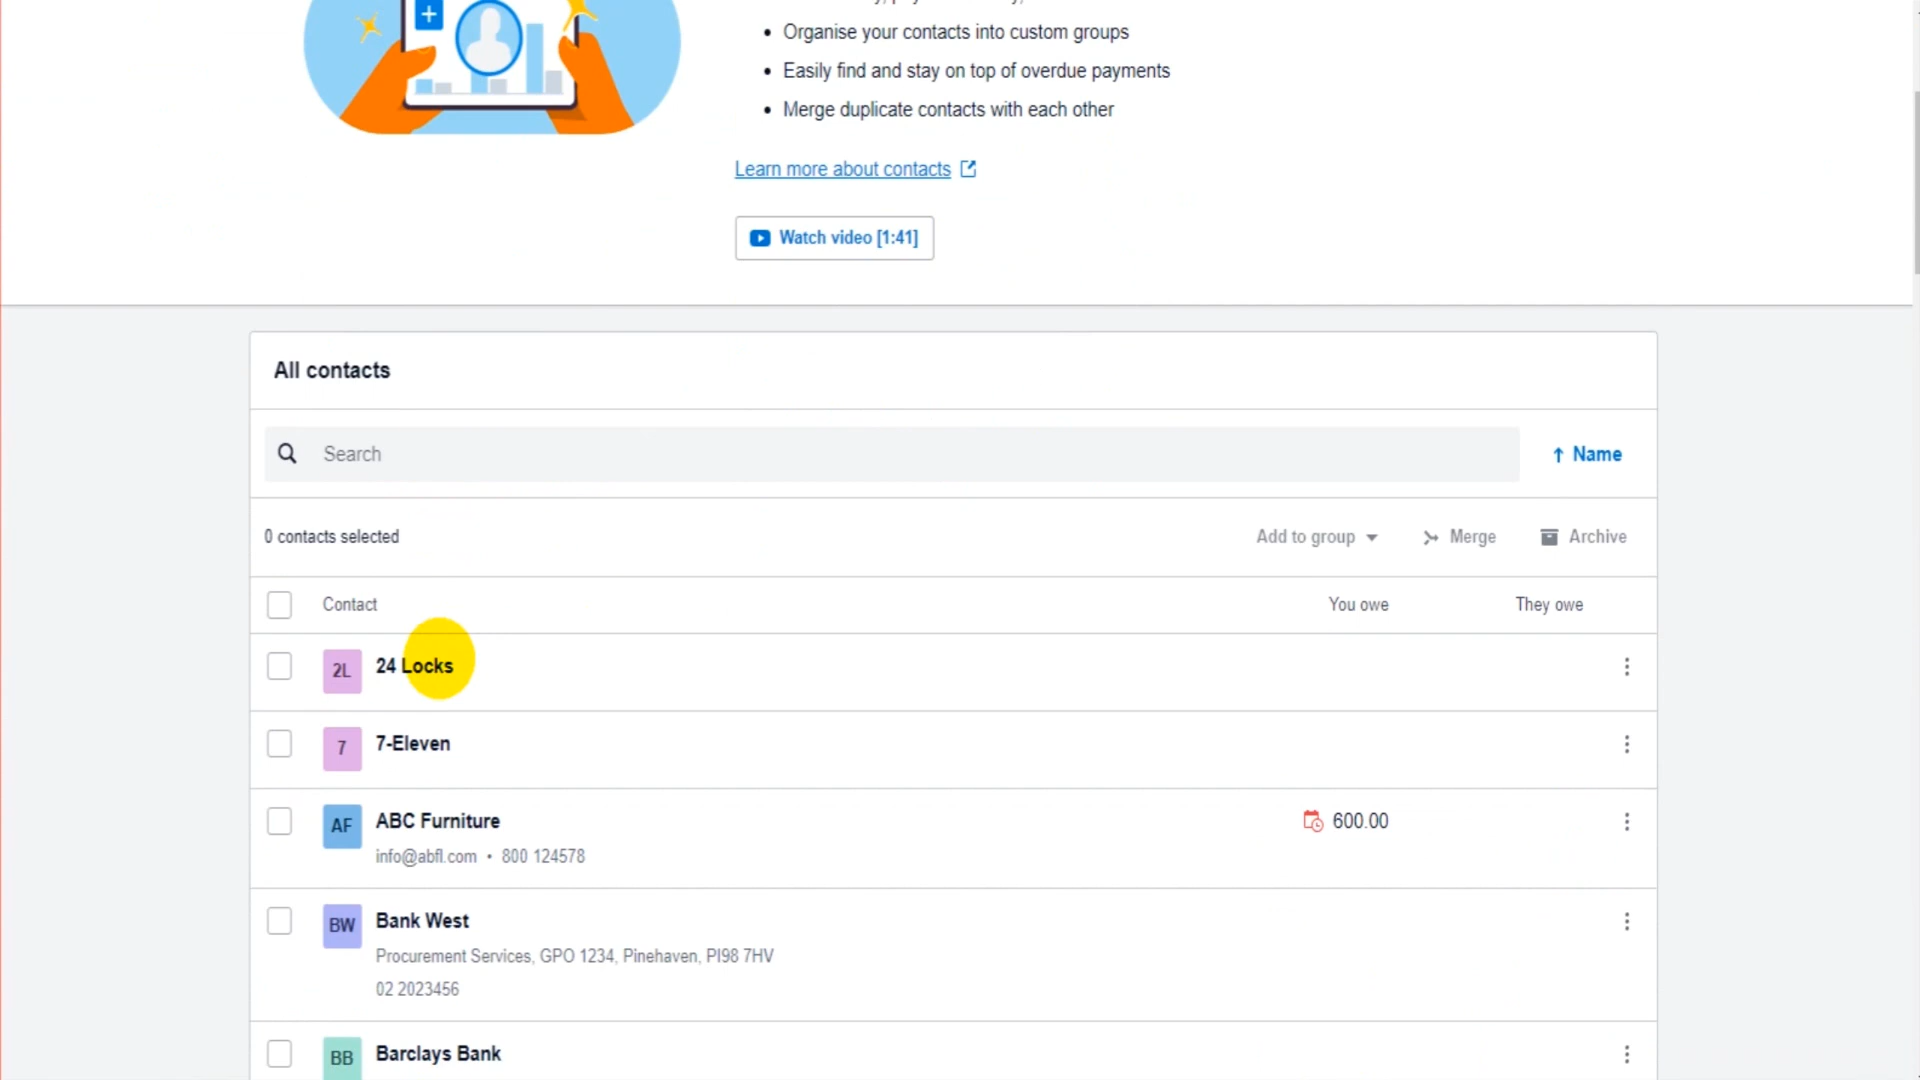 Organise your contacts into custom groups
Easily find and stay on top of overdue payments
Merge duplicate contacts with each other
Learn more about contacts
Watch video [1:41]
All contacts
Search
Name
0 contacts selected
Add to group
Merge
Archive
Contact
You owe
They owe
2L
24 Locks
7
7-Eleven
AF
ABC Furniture
600.00
info@abfl.com • 800 124578
BW
Bank West
Procurement Services, GPO 1234, Pinehaven, PI98 7HV
02 2023456
BB
Barclays Bank